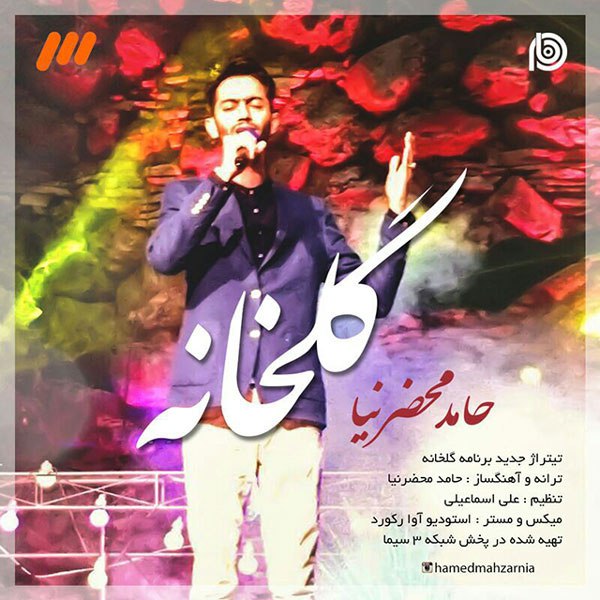 گلخانه
حامد محضرنیا
تیتراژ جدید برنامه گلخانه
ترانه و آهنگساز : حامد محضرنیا
تنظیم : علی اسماعیلی
میکس و مستر : استودیو آوا رکورد
تهیه شده در پخش شبکه ۳ سیما
hamedmahzarnia